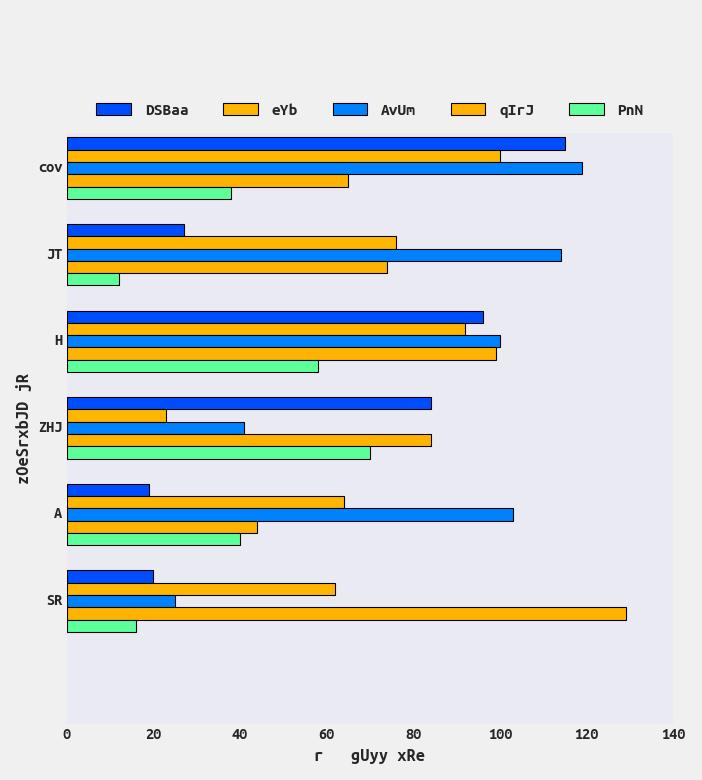 DSBaa eYb AvUm qIrJ PnN
cov
JT
H
ZHJ
A
SR
zOeSrxbJD jR
0 20 40 60 80 100 120 140
r   gUyy xRe